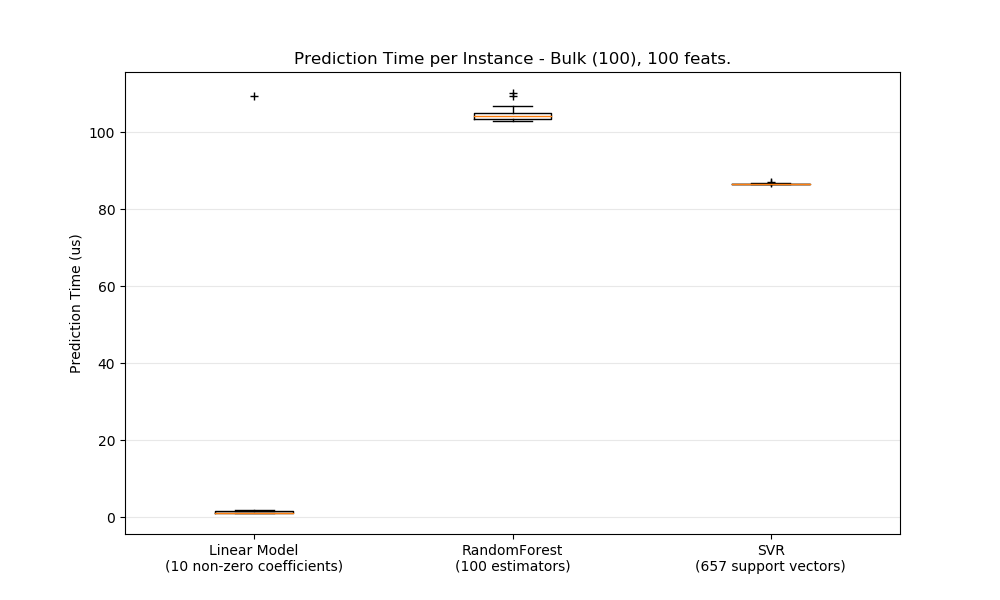 Prediction Time per Instance - Bulk (100), 100 feats.
Prediction Time (us)
100
80
60
40
20
0
Linear Model
(10 non-zero coefficients)
RandomForest
(100 estimators)
SVR
(657 support vectors)